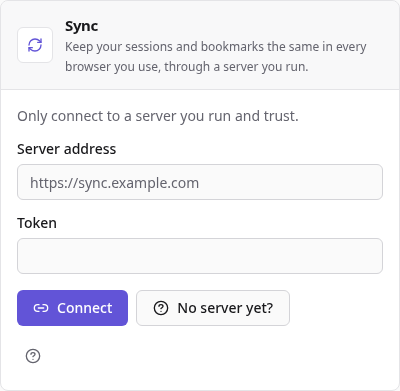 Sync
Keep your sessions and bookmarks the same in every
browser you use, through a server you run.
Only connect to a server you run and trust.
Server address
https://sync.example.com
Token
Connect
No server yet?